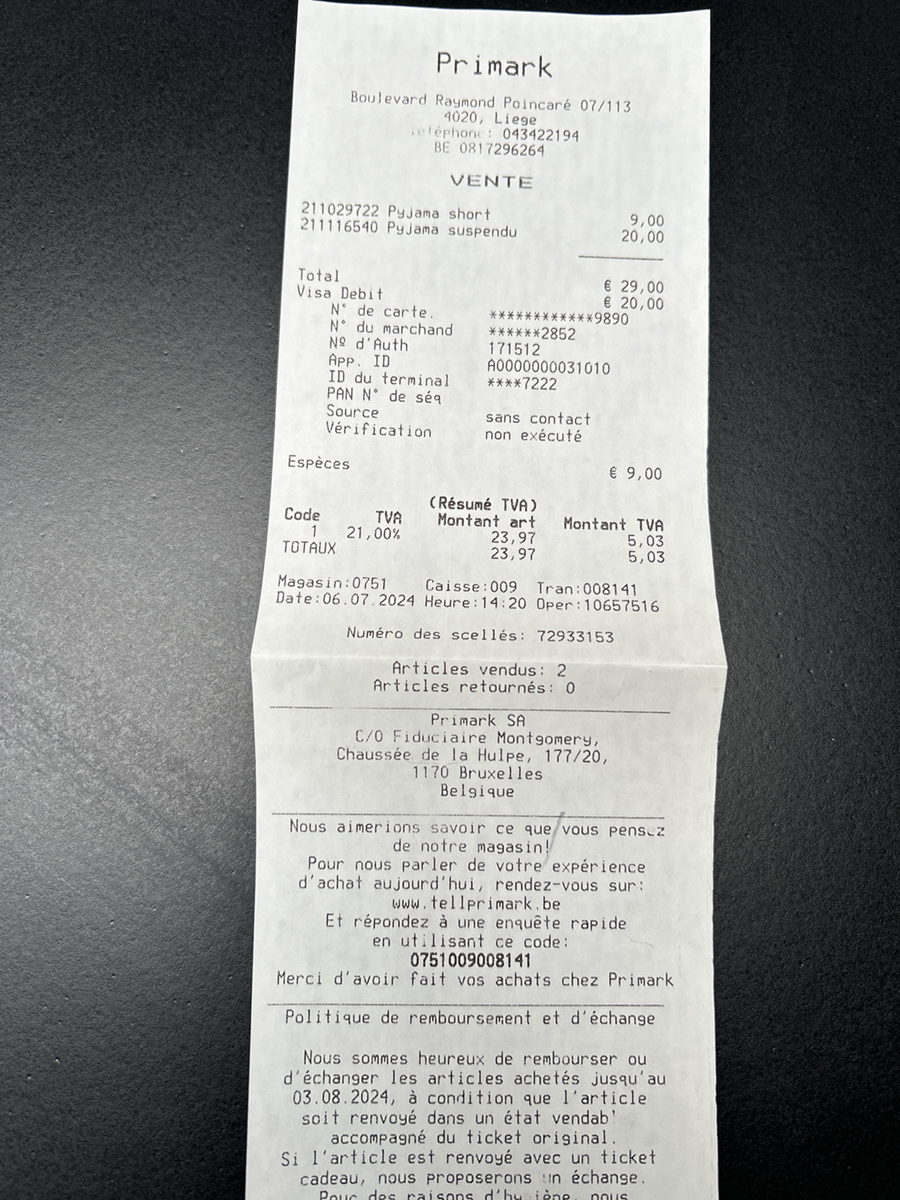 Primark
Boulevard Raymond Poincaré 07/113
4020, Liege
043422194
BE 0817296264
VENTE
211029722 Pyjama short 9,00
211116540 Pyjama suspendu 20,00
Total € 29,00
Visa Debit € 20,00
N° de carte. ************9890
N° du marchand ******2852
Nº d'Auth 171512
App. ID A0000000031010
ID du terminal ****7222
PAN N° de séq
Source sans contact
Vérification non exécuté
Espèces € 9,00
(Résumé TVA)
Code TVA Montant art Montant TVA
1 21,00% 23,97 5,03
TOTAUX 23,97 5,03
Magasin:0751 Caisse:009 Tran:008141
Date:06.07.2024 Heure:14:20 Oper:10657516
Numéro des scellés: 72933153
Articles vendus: 2
Articles retournés: 0
Primark SA
C/O Fiduciaire Montgomery,
Chaussée de la Hulpe, 177/20,
1170 Bruxelles
Belgique
Nous aimerions savoir ce que vous pensez
de notre magasin!
Pour nous parler de votre expérience
d'achat aujourd'hui, rendez-vous sur:
www.tellprimark.be
Et répondez à une enquête rapide
en utilisant ce code:
0751009008141
Merci d'avoir fait vos achats chez Primark
Politique de remboursement et d'échange
Nous sommes heureux de rembourser ou
d'échanger les articles achetés jusqu'au
03.08.2024, à condition que l'article
soit renvoyé dans un état
accompagné du ticket original.
Si l'article est renvoyé avec un ticket
cadeau, nous proposerons un échange.
Pour des raisons nous